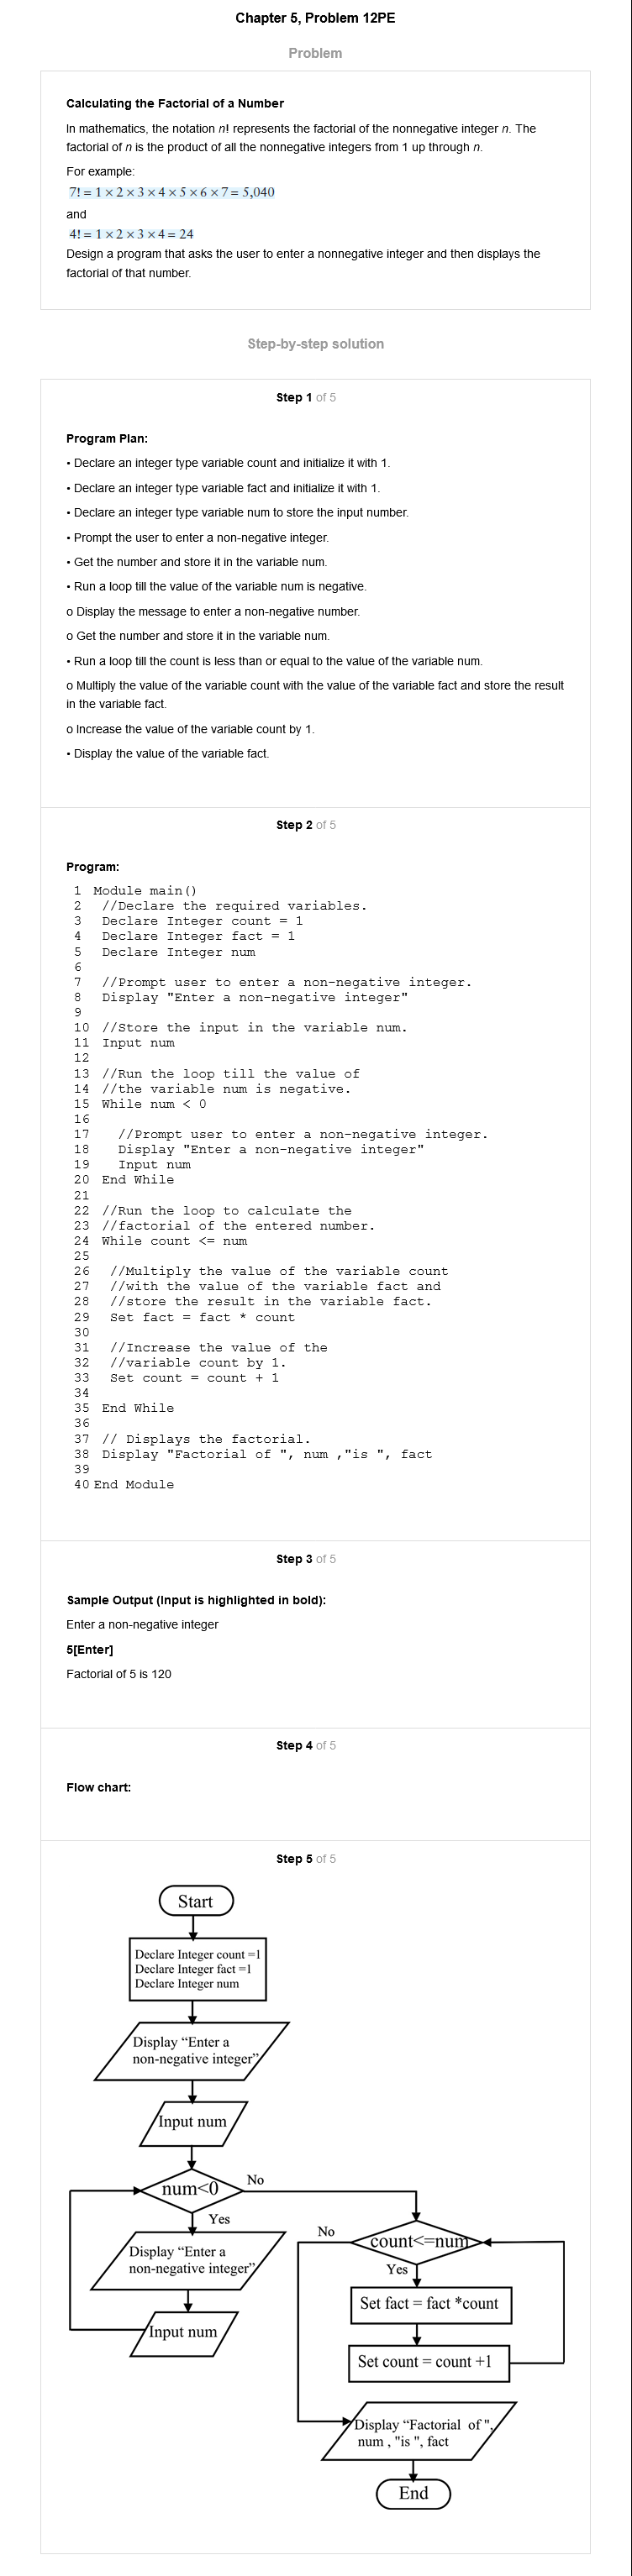 Chapter 5, Problem 12PE
Problem
Calculating the Factorial of a Number
In mathematics, the notation n! represents the factorial of the nonnegative integer n. The
factorial of n is the product of all the nonnegative integers from 1 up through n.
For example:
7! = 1 × 2 × 3 × 4 × 5 × 6 × 7 = 5,040
and
4! = 1 × 2 × 3 × 4 = 24
Design a program that asks the user to enter a nonnegative integer and then displays the
factorial of that number.
Step-by-step solution
Step 1 of 5
Program Plan:
• Declare an integer type variable count and initialize it with 1.
• Declare an integer type variable fact and initialize it with 1.
• Declare an integer type variable num to store the input number.
• Prompt the user to enter a non-negative integer.
• Get the number and store it in the variable num.
• Run a loop till the value of the variable num is negative.
o Display the message to enter a non-negative number.
o Get the number and store it in the variable num.
• Run a loop till the count is less than or equal to the value of the variable num.
o Multiply the value of the variable count with the value of the variable fact and store the result
in the variable fact.
o Increase the value of the variable count by 1.
• Display the value of the variable fact.
Step 2 of 5
Program:
1 Module main()
2 //Declare the required variables.
3 Declare Integer count = 1
4 Declare Integer fact = 1
5 Declare Integer num
6
7 //Prompt user to enter a non-negative integer.
8 Display "Enter a non-negative integer"
9
10 //Store the input in the variable num.
11 Input num
12
13 //Run the loop till the value of
14 //the variable num is negative.
15 While num < 0
16
17 //Prompt user to enter a non-negative integer.
18 Display "Enter a non-negative integer"
19 Input num
20 End While
21
22 //Run the loop to calculate the
23 //factorial of the entered number.
24 While count <= num
25
26 //Multiply the value of the variable count
27 //with the value of the variable fact and
28 //store the result in the variable fact.
29 Set fact = fact * count
30
31 //Increase the value of the
32 //variable count by 1.
33 Set count = count + 1
34
35 End While
36
37 // Displays the factorial.
38 Display "Factorial of ", num ,"is ", fact
39
40 End Module
Step 3 of 5
Sample Output (Input is highlighted in bold):
Enter a non-negative integer
5[Enter]
Factorial of 5 is 120
Step 4 of 5
Flow chart:
Step 5 of 5
Start
Declare Integer count =1
Declare Integer fact =1
Declare Integer num
Display “Enter a
non-negative integer”
Input num
num<0
No
Yes
Display “Enter a
non-negative integer”
Input num
count<=num
No
Yes
Set fact = fact *count
Set count = count +1
Display “Factorial of ",
num , "is ", fact
End